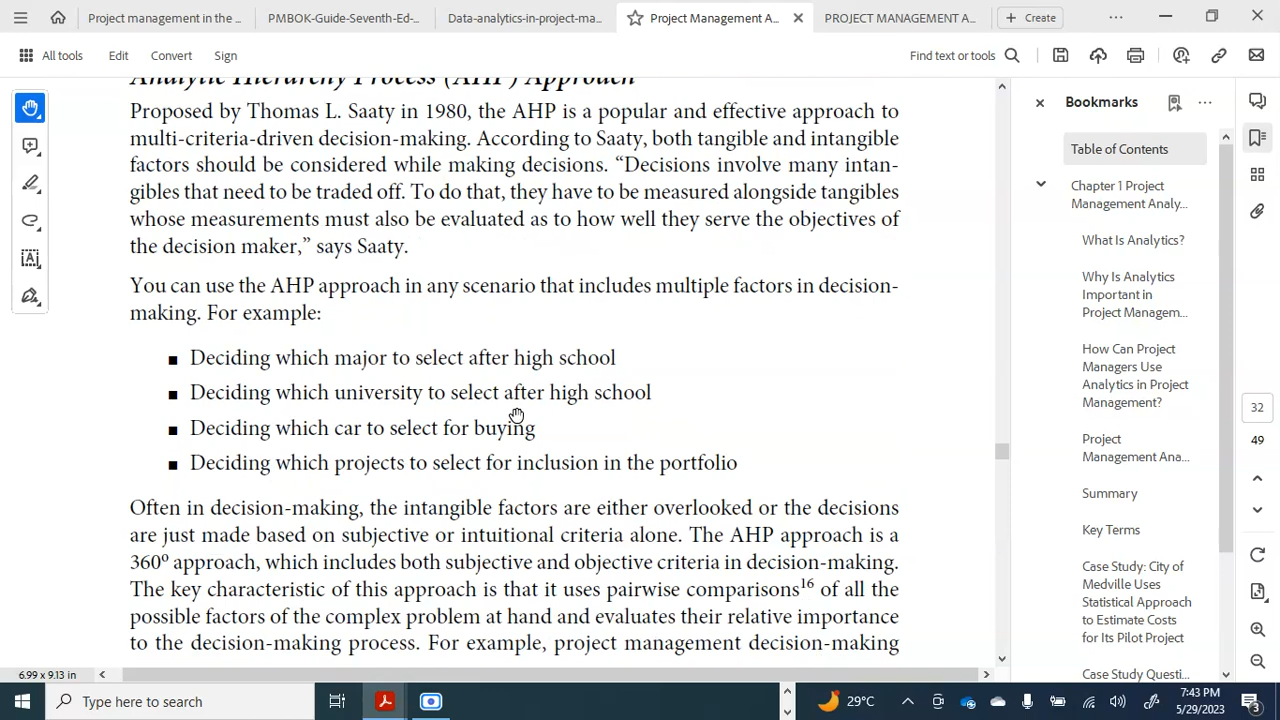 Project management in the ...
PMBOK-Guide-Seventh-Ed-...
Data-analytics-in-project-ma...
Project Management A...
PROJECT MANAGEMENT A...
Create
All tools
Edit
Convert
Sign
Find text or tools
Analytic Hierarchy Process (AHP) Approach
Proposed by Thomas L. Saaty in 1980, the AHP is a popular and effective approach to
multi-criteria-driven decision-making. According to Saaty, both tangible and intangible
factors should be considered while making decisions. “Decisions involve many intan-
gibles that need to be traded off. To do that, they have to be measured alongside tangibles
whose measurements must also be evaluated as to how well they serve the objectives of
the decision maker,” says Saaty.
You can use the AHP approach in any scenario that includes multiple factors in decision-
making. For example:
■ Deciding which major to select after high school
■ Deciding which university to select after high school
■ Deciding which car to select for buying
■ Deciding which projects to select for inclusion in the portfolio
Often in decision-making, the intangible factors are either overlooked or the decisions
are just made based on subjective or intuitional criteria alone. The AHP approach is a
360º approach, which includes both subjective and objective criteria in decision-making.
The key characteristic of this approach is that it uses pairwise comparisons¹⁶ of all the
possible factors of the complex problem at hand and evaluates their relative importance
to the decision-making process. For example, project management decision-making
6.99 x 9.13 in
Bookmarks
Table of Contents
Chapter 1 Project
Management Analy...
What Is Analytics?
Why Is Analytics
Important in
Project Managem...
How Can Project
Managers Use
Analytics in Project
Management?
Project
Management Ana...
Summary
Key Terms
Case Study: City of
Medville Uses
Statistical Approach
to Estimate Costs
for Its Pilot Project
Case Study Questi...
32
49
Type here to search
29°C
7:43 PM
5/29/2023
3